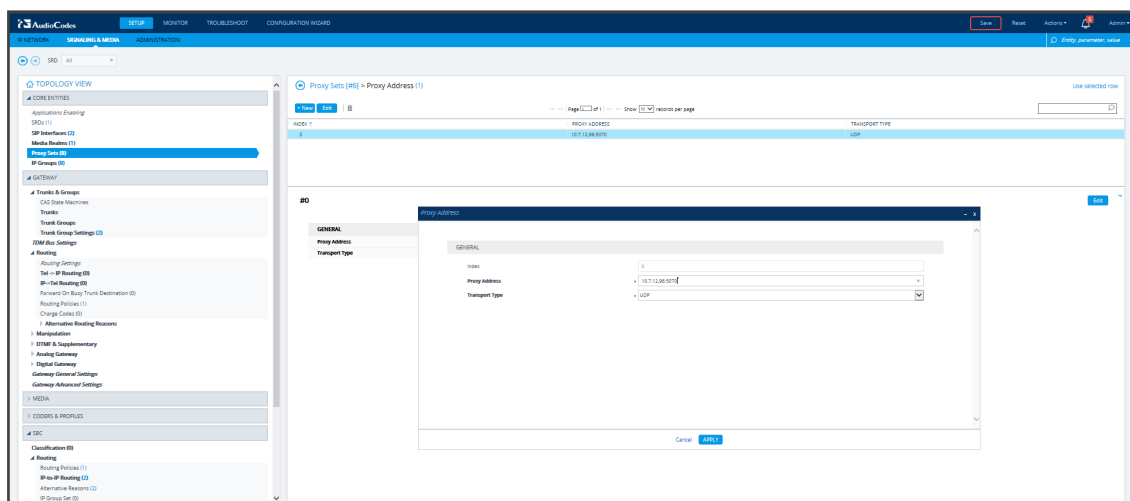 AudioCodes SETUP MONITOR TROUBLESHOOT CONFIGURATION WIZARD Save Reset Actions 5 Admin
IP NETWORK SIGNALING & MEDIA ADMINISTRATION Entity, parameter, value
SRD All
TOPOLOGY VIEW
CORE ENTITIES
Applications Enabling
SRDs (1)
SIP Interfaces (2)
Media Realms (1)
Proxy Sets (8)
IP Groups (8)
GATEWAY
Trunks & Groups
CAS State Machines
Trunks
Trunk Groups
Trunk Group Settings (2)
TDM Bus Settings
Routing
Routing Settings
Tel -> IP Routing (0)
IP->Tel Routing (0)
Forward On Busy Trunk Destination (0)
Routing Policies (1)
Charge Codes (0)
Alternative Routing Reasons
Manipulation
DTMF & Supplementary
Analog Gateway
Digital Gateway
Gateway General Settings
Gateway Advanced Settings
MEDIA
CODERS & PROFILES
SBC
Classification (0)
Routing
Routing Policies (1)
IP-to-IP Routing (2)
Alternative Reasons (2)
IP Group Set (0)
Proxy Sets [#6] > Proxy Address (1) Use selected row
+ New Edit Page of 1 Show 10 records per page
INDEX PROXY ADDRESS TRANSPORT TYPE
0 10.7.12.96:5070 UDP
#0 Edit
GENERAL
Proxy Address
Transport Type
Proxy Address - x
GENERAL
Index 0
Proxy Address 10.7.12.96:5070
Transport Type UDP
Cancel APPLY